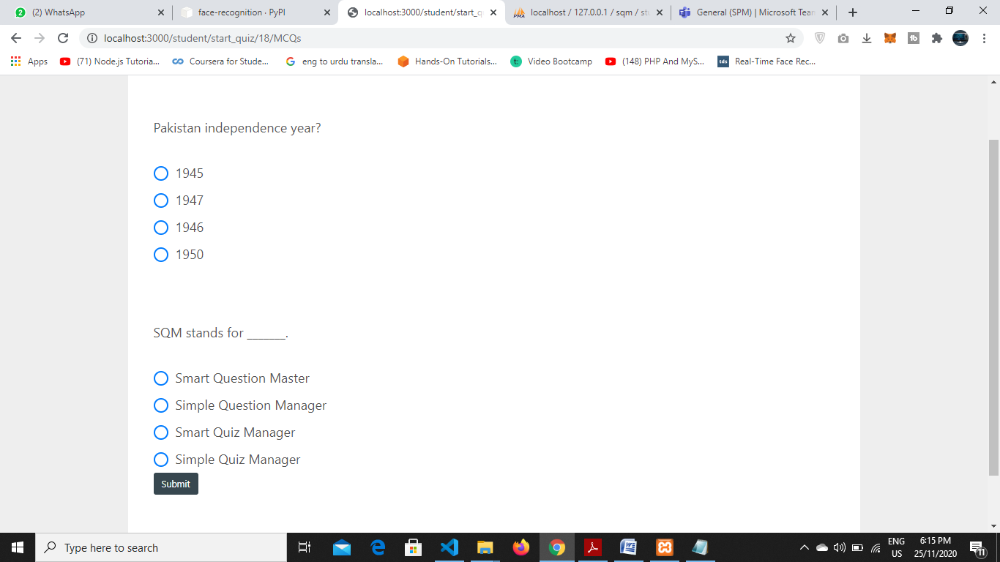 (2) WhatsApp
face-recognition · PyPI
localhost:3000/student/start_q
localhost / 127.0.0.1 / sqm / stu
General (SPM) | Microsoft Team
localhost:3000/student/start_quiz/18/MCQs
Apps
(71) Node.js Tutoria...
Coursera for Stude...
eng to urdu transla...
Hands-On Tutorials...
Video Bootcamp
(148) PHP And MyS...
Real-Time Face Rec...
Pakistan independence year?
1945
1947
1946
1950
SQM stands for _______.
Smart Question Master
Simple Question Manager
Smart Quiz Manager
Simple Quiz Manager
Submit
Type here to search
ENG
US
6:15 PM
25/11/2020
11